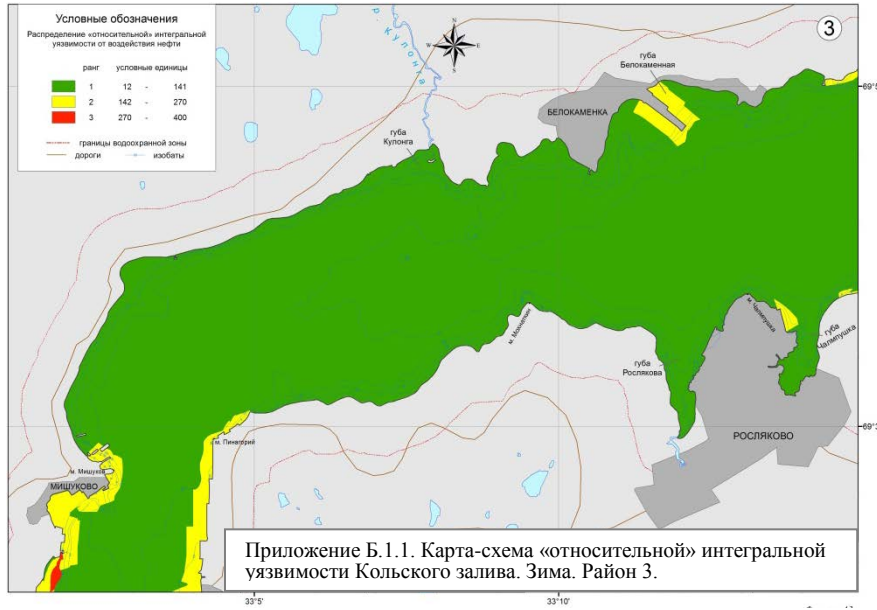 Условные обозначения
Распределение «относительной» интегральной
уязвимости от воздействия нефти
ранг условные единицы
1 12 - 141
2 142 - 270
3 270 - 400
границы водоохранной зоны
дороги изобаты
3
р. Кулонга
N
W E
S
губа
Белокаменная
БЕЛОКАМЕНКА
губа
Кулонга
м. Мохнаткин
м. Чалмпушка
губа
Чалмпушка
губа
Рослякова
РОСЛЯКОВО
м. Пинагорий
м. Мишуков
МИШУКОВО
Приложение Б.1.1. Карта-схема «относительной» интегральной
уязвимости Кольского залива. Зима. Район 3.
33°5'
33°10'